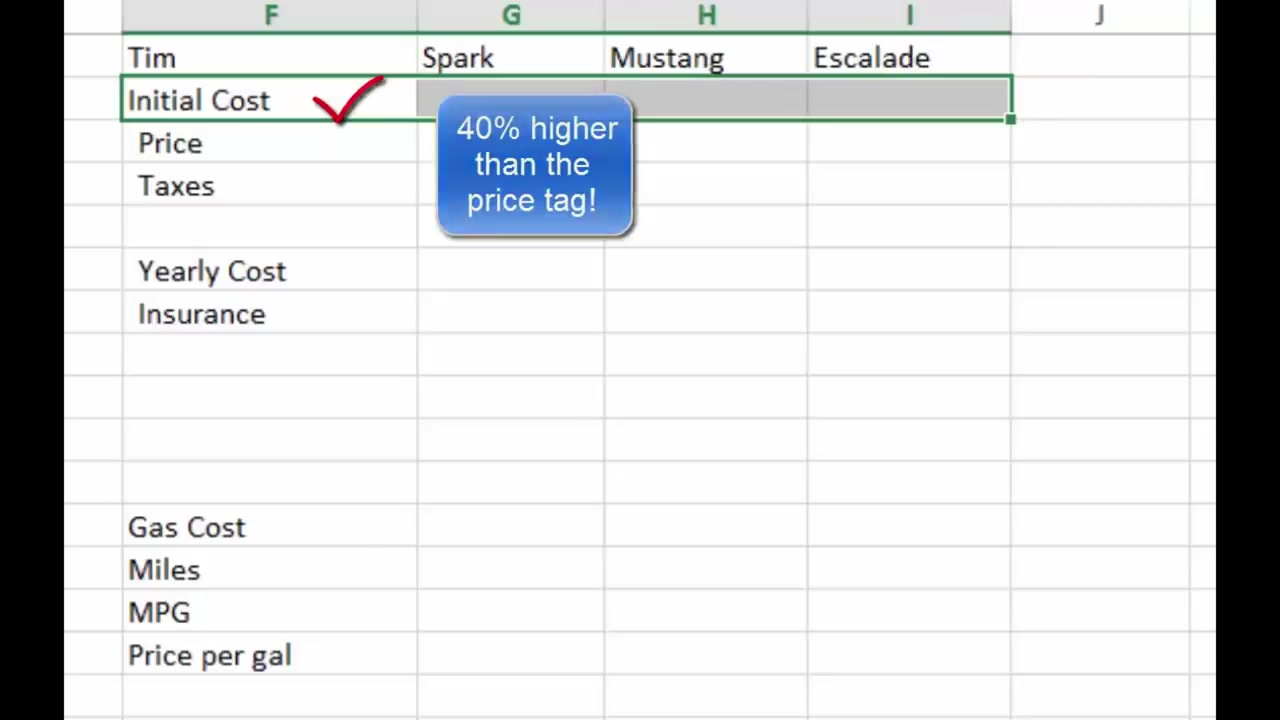 F G H I J
Tim Spark Mustang Escalade
Initial Cost
40% higher
than the
price tag!
Price
Taxes
Yearly Cost
Insurance
Gas Cost
Miles
MPG
Price per gal